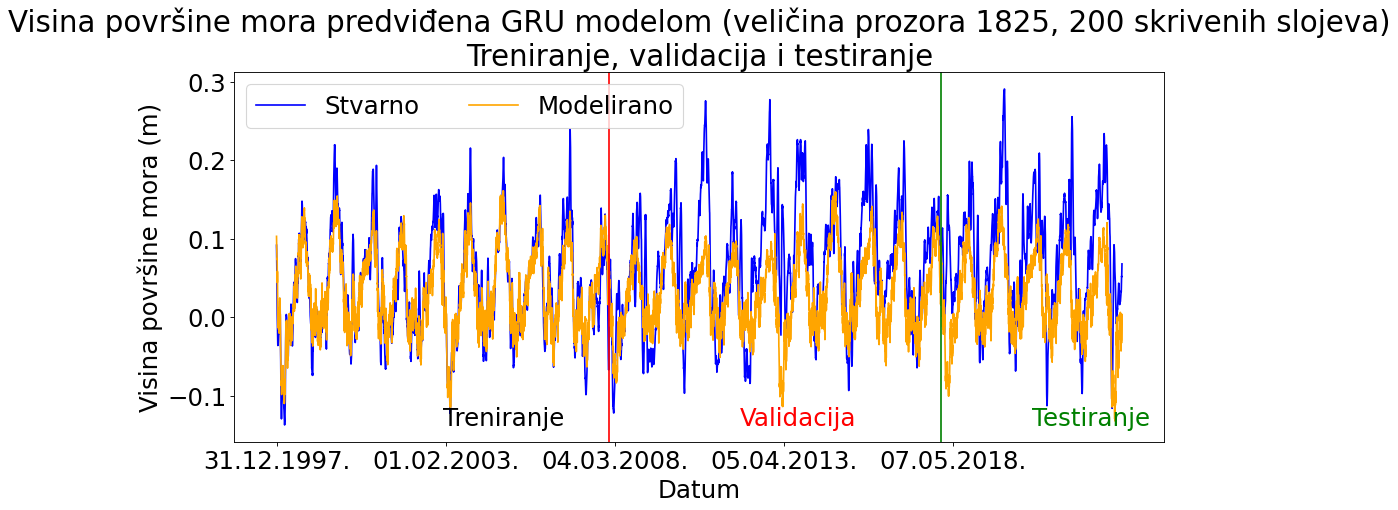 Visina površine mora predviđena GRU modelom (veličina prozora 1825, 200 skrivenih slojeva)
Treniranje, validacija i testiranje
Stvarno Modelirano
Visina površine mora (m)
0.3
0.2
0.1
0.0
−0.1
Treniranje Validacija Testiranje
31.12.1997. 01.02.2003. 04.03.2008. 05.04.2013. 07.05.2018.
Datum